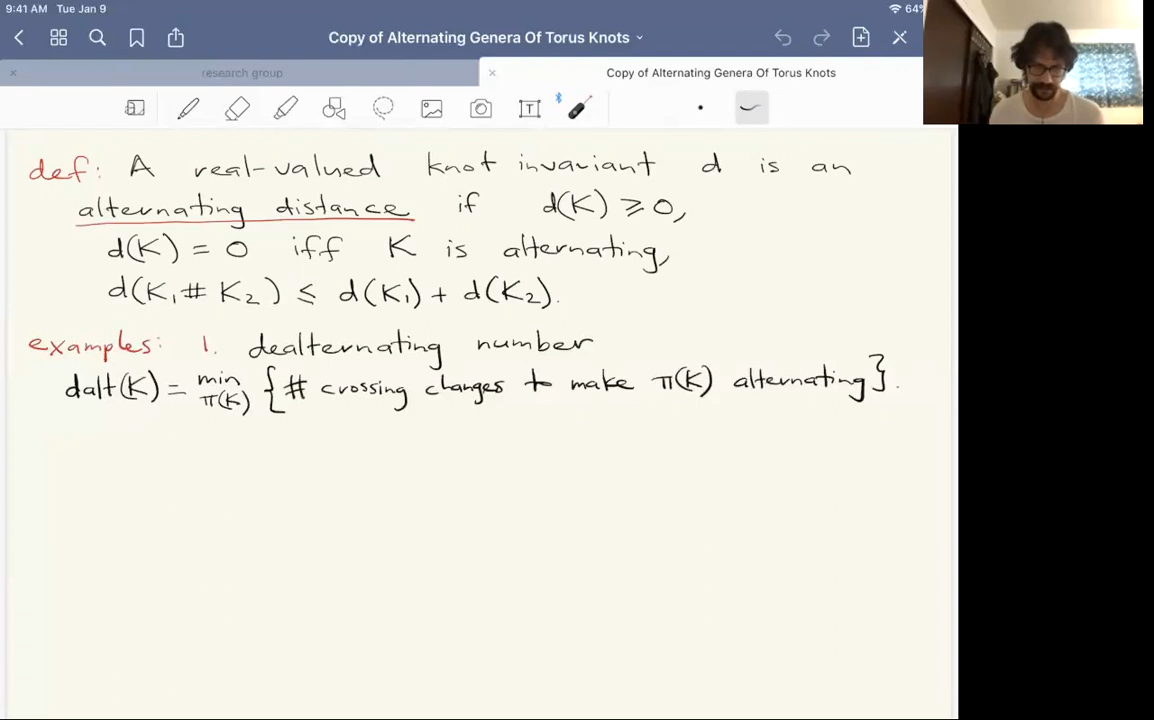 9:41 AM Tue Jan 9
64%
Copy of Alternating Genera Of Torus Knots
research group
Copy of Alternating Genera Of Torus Knots
T
def: A real-valued knot invariant d is an
alternating distance if d(K) ≥ 0,
d(K) = 0 iff K is alternating,
d(K₁ # K₂) ≤ d(K₁) + d(K₂).
examples: 1. dealternating number
dalt(K) = min π(K) { # crossing changes to make π(K) alternating }.